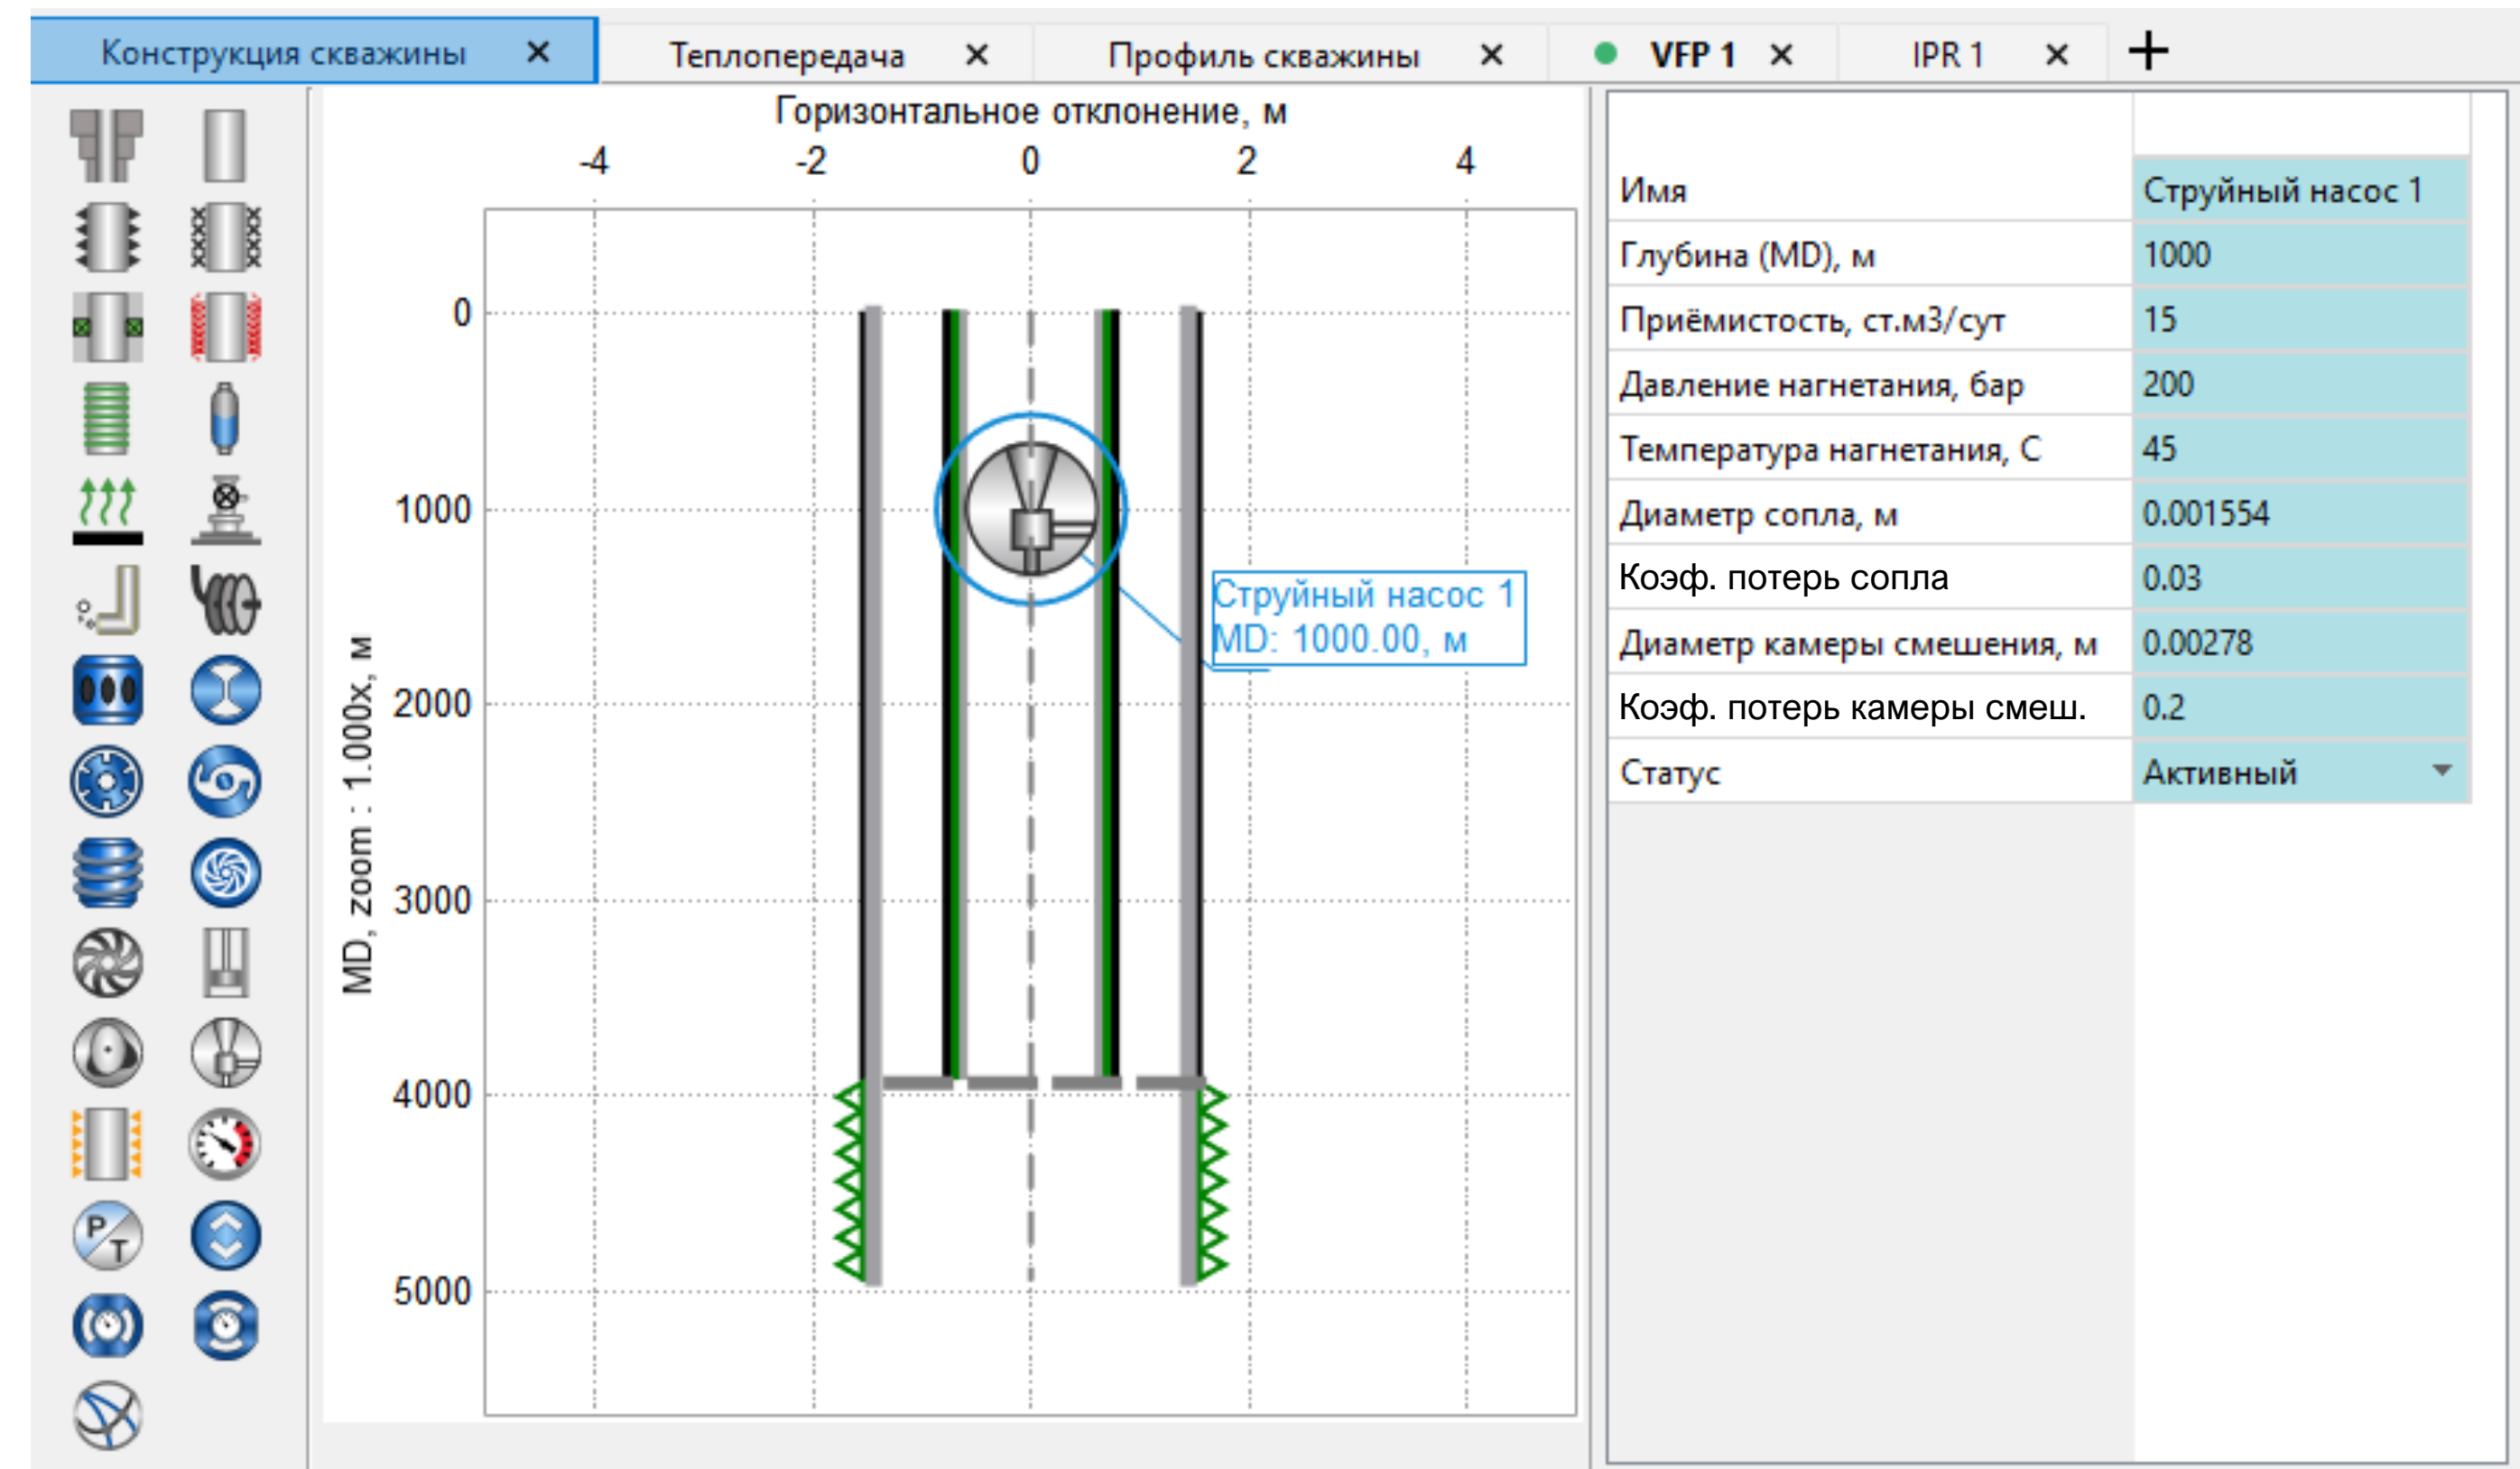 Конструкция скважины
Теплопередача
Профиль скважины
VFP 1
IPR 1
Горизонтальное отклонение, м
-4 -2 0 2 4
MD, zoom : 1.000x, м
0
1000
2000
3000
4000
5000
Струйный насос 1
MD: 1000.00, м
P/T
Имя Струйный насос 1
Глубина (MD), м 1000
Приёмистость, ст.м3/сут 15
Давление нагнетания, бар 200
Температура нагнетания, С 45
Диаметр сопла, м 0.001554
Коэф. потерь сопла 0.03
Диаметр камеры смешения, м 0.00278
Коэф. потерь камеры смеш. 0.2
Статус Активный